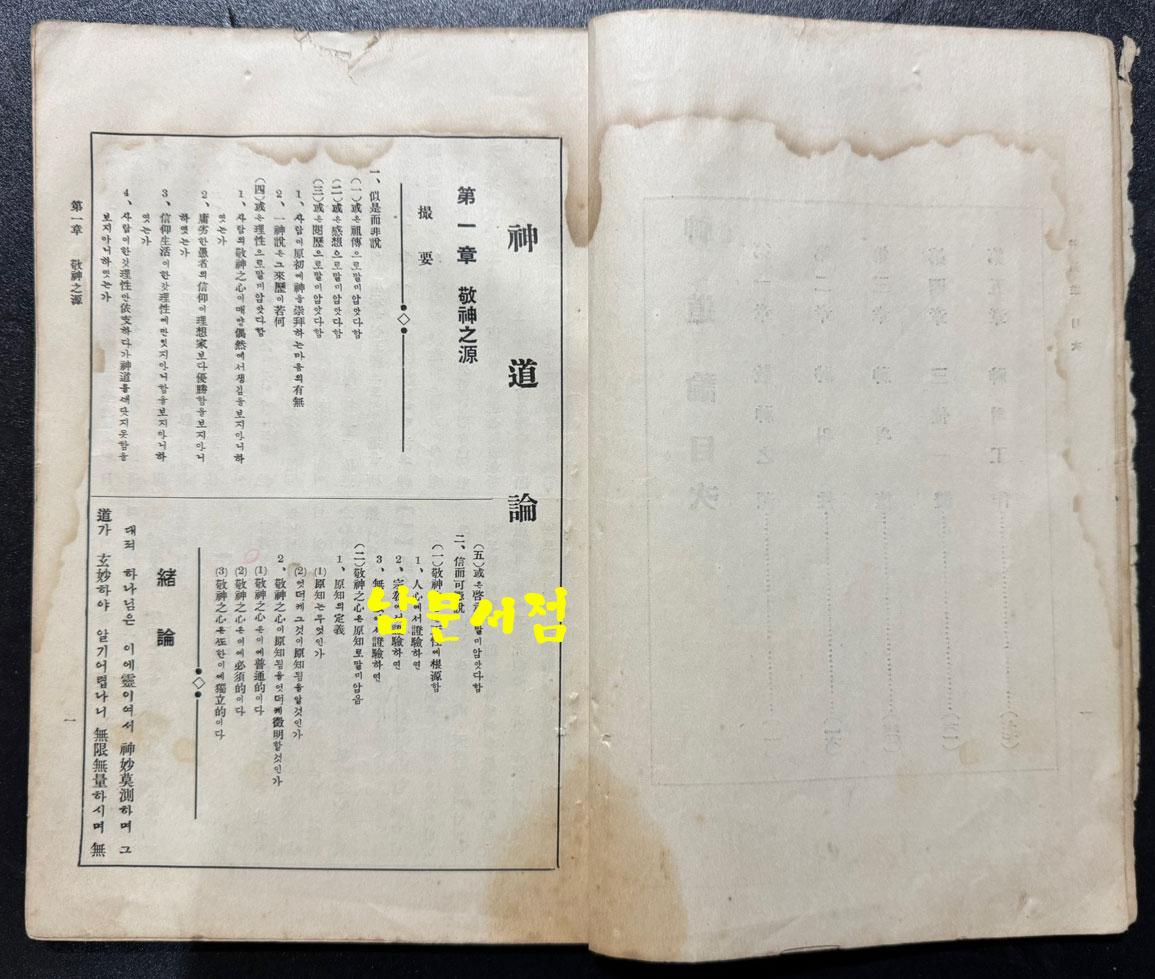 神道論
第一章 敬神之源
撮要
一、似是而非說
(一)或은祖傳으로말미암앗다함
(二)或은感想으로말미암앗다함
(三)或은閱歷으로말미암앗다함
1、사람이原初에神을崇拜하는마음의有無
2、一神說은그來歷이若何
(四)或은理性으로말미암앗다함
1、사람의敬神之心이매양偶然에서생김을보지아니하
엿는가
2、庸劣한愚者의信仰이理想家보다優勝함을보지아니
하엿는가
3、信仰生活이한갓理性에만잇지아니함을보지아니하
엿는가
4、사람이한갓理性만依支하다가神道를깨닷지못함을
보지아니하엿는가
(五)或은啓 말미암앗다함
二、信而可 說
(一)敬神 性에根源함
1、人心에서證驗하면
2、宗 서證驗하면
3、無 서證驗하면
(二)敬神之心은原知로말미암음
1、原知의定義
(1)原知는무엇인가
(2)엇더케그것이原知됨을알것인가
2、敬神之心이原知됨을엇더케徵明할것인가
(1)敬神之心은이에普通的이다
(2)敬神之心은이에必須的이다
(3)敬神之心은또한이에獨立的이다
緒論
대뎌 하나님은 이에靈이여서 神妙莫測하며 그
道가 玄妙하야 알기어렵나니 無限無量하시며 無
第一章 敬神之源
一
남문서점